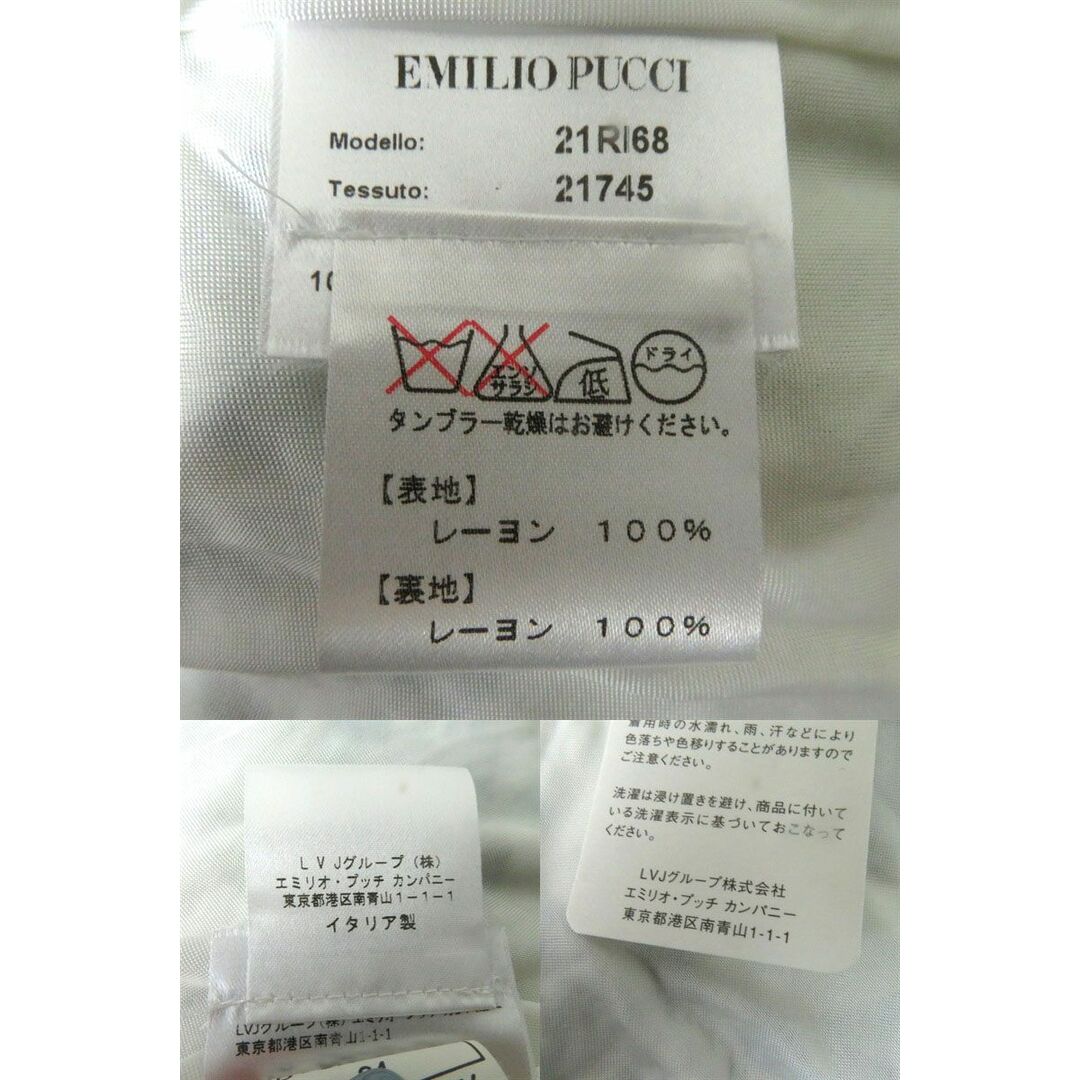 EMILIO PUCCI
Modello: 21RI68
Tessuto: 21745
エンソ
サラシ
低
ドライ
タンブラー乾燥はお避けください。
【表地】
レーヨン 100%
【裏地】
レーヨン 100%
LVJグループ(株)
エミリオ・プッチ カンパニー
東京都港区南青山1-1-1
イタリア製
LVJグループ(株)
東京都港区南青山1-1-1
着用時の水濡れ、雨、汗などにより
色落ちや色移りすることがありますので
ご注意ください。
洗濯は浸け置きを避け、商品に付いて
いる洗濯表示に基づいておこなって
ください。
LVJグループ株式会社
エミリオ・プッチ カンパニー
東京都港区南青山1-1-1